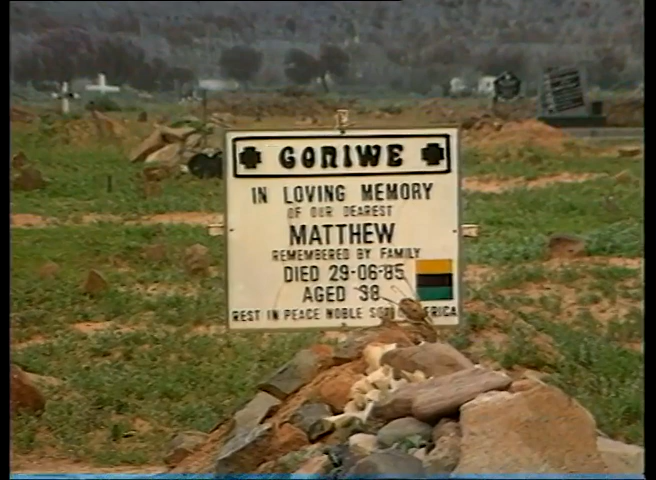 GONIWE
IN LOVING MEMORY
OF OUR DEAREST
MATTHEW
REMEMBERED BY FAMILY
DIED 29-06-85
AGED 38
REST IN PEACE NOBLE